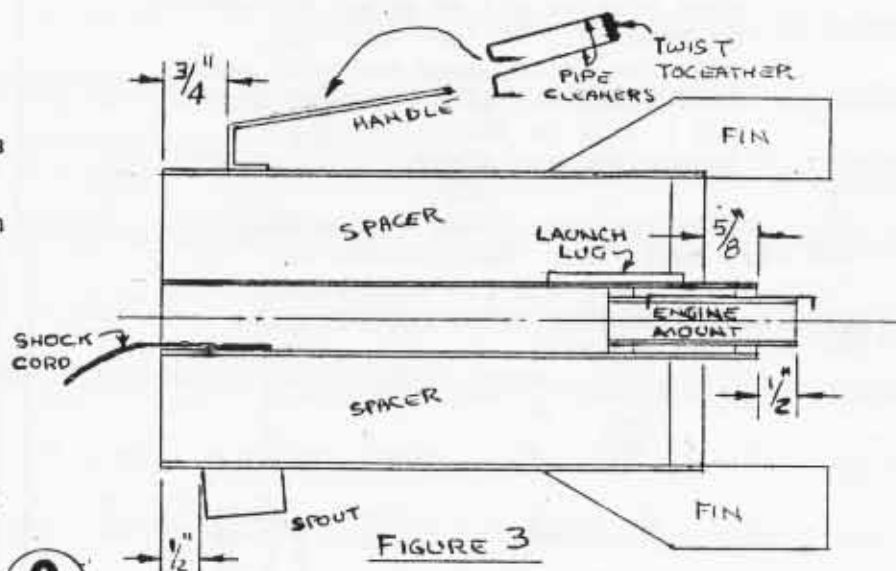 3/4"
TWIST
TOGEATHER
PIPE
CLEANERS
HANDLE
FIN
SPACER
5/8"
LAUNCH
LUG
ENGINE
MOUNT
SHOCK
CORD
SPACER
1/2"
SPOUT
FIN
1/2"
FIGURE 3